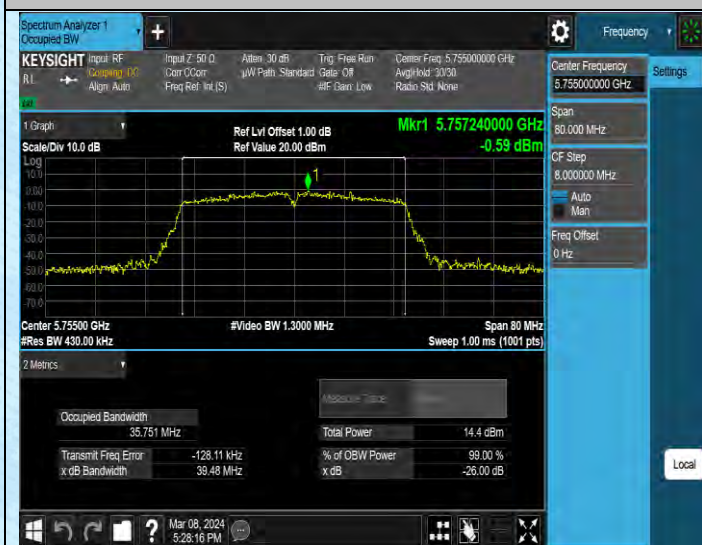 Spectrum Analyzer 1
Occupied BW
+
Frequency
KEYSIGHT Input: RF Input Z: 50 Ω Atten: 30 dB Trig: Free Run Center Freq: 5.755000000 GHz
RL Coupling: DC Corr CCorr µW Path: Standard Gate: Off Avg|Hold: 30/30
Align: Auto Freq Ref: Int (S) #IF Gain: Low Radio Std: None
Center Frequency
5.755000000 GHz
Settings
Span
80.000 MHz
CF Step
8.000000 MHz
Auto
Man
Freq Offset
0 Hz
1 Graph
Ref Lvl Offset 1.00 dB
Mkr1 5.757240000 GHz
Scale/Div 10.0 dB
Ref Value 20.00 dBm
-0.59 dBm
Log
10.0
0.00
-10.0
-20.0
-30.0
-40.0
-50.0
-60.0
-70.0
1
Center 5.75500 GHz #Video BW 1.3000 MHz Span 80 MHz
#Res BW 430.00 kHz Sweep 1.00 ms (1001 pts)
2 Metrics
Measure Trace
Occupied Bandwidth
35.751 MHz
Total Power 14.4 dBm
Transmit Freq Error -128.11 kHz % of OBW Power 99.00 %
x dB Bandwidth 39.48 MHz x dB -26.00 dB
Local
?
Mar 08, 2024
5:28:16 PM